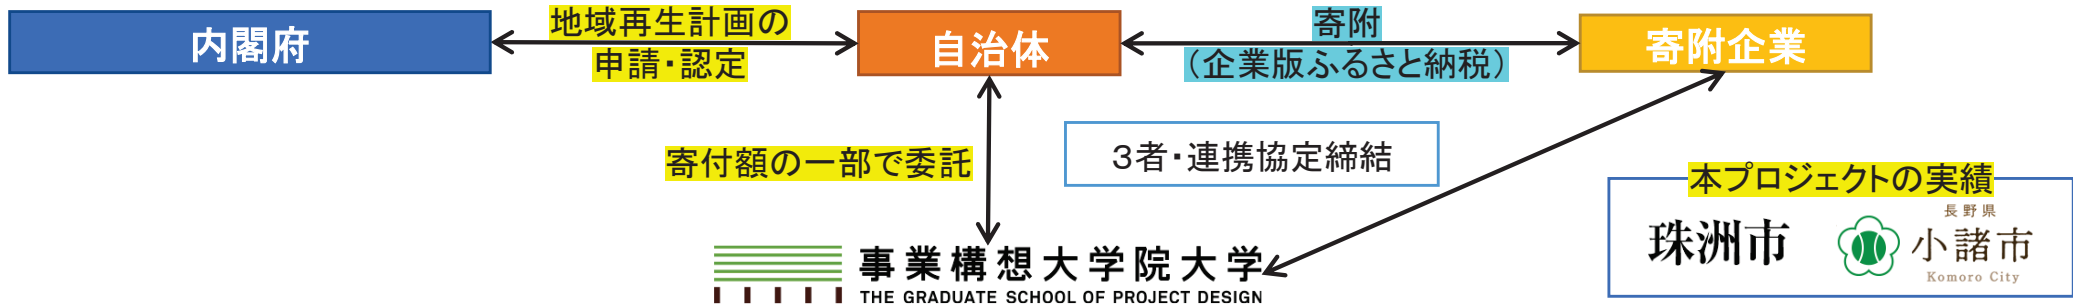 内閣府
地域再生計画の
申請・認定
自治体
寄附
（企業版ふるさと納税）
寄附企業
寄付額の一部で委託
３者・連携協定締結
本プロジェクトの実績
珠洲市
長野県
小諸市
Komoro City
事業構想大学院大学
THE GRADUATE SCHOOL OF PROJECT DESIGN